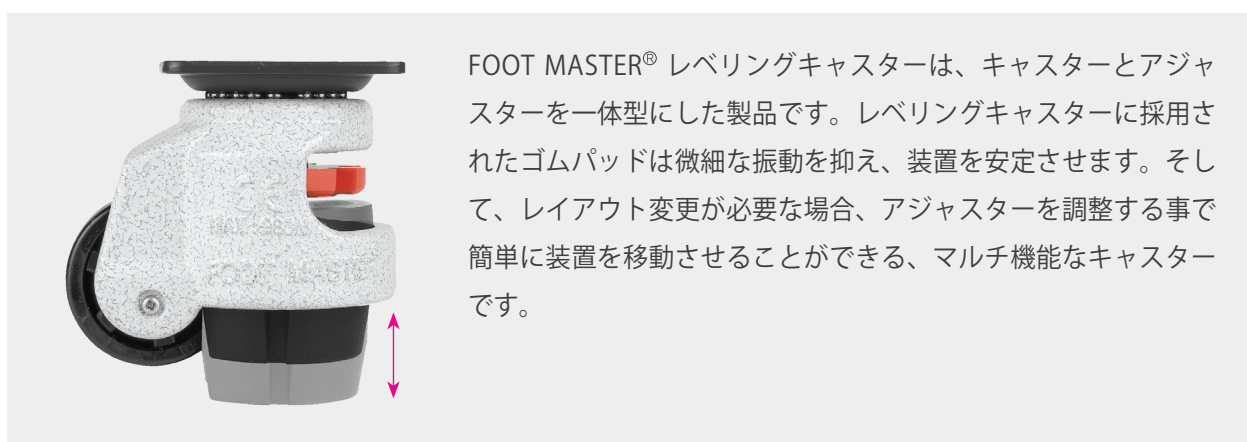 FOOT MASTER® レベリングキャスターは、キャスターとアジャ
スターを一体型にした製品です。レベリングキャスターに採用さ
れたゴムパッドは微細な振動を抑え、装置を安定させます。そし
て、レイアウト変更が必要な場合、アジャスターを調整する事で
簡単に装置を移動させることができる、マルチ機能なキャスター
です。
FOOT MASTER